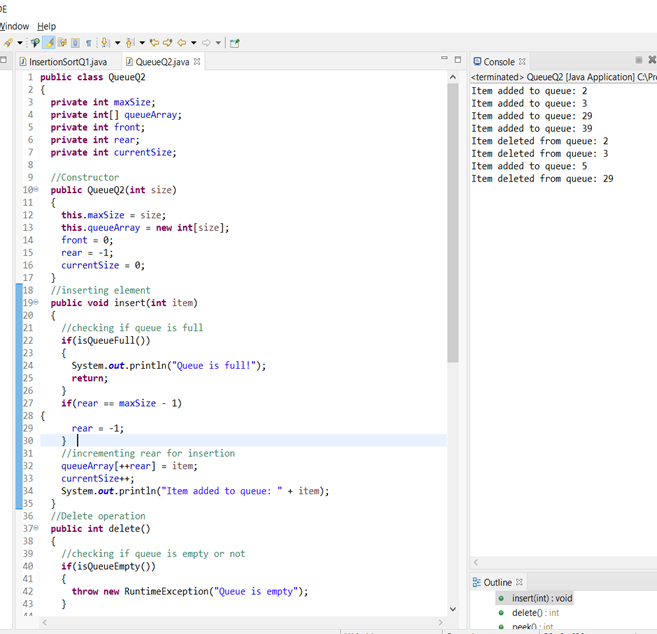 DE
Window Help
InsertionSortQ1.java QueueQ2.java
1 public class QueueQ2
2 {
3 private int maxSize;
4 private int[] queueArray;
5 private int front;
6 private int rear;
7 private int currentSize;
8
9 //Constructor
10 public QueueQ2(int size)
11 {
12 this.maxSize = size;
13 this.queueArray = new int[size];
14 front = 0;
15 rear = -1;
16 currentSize = 0;
17 }
18 //inserting element
19 public void insert(int item)
20 {
21 //checking if queue is full
22 if(isQueueFull())
23 {
24 System.out.println("Queue is full!");
25 return;
26 }
27 if(rear == maxSize - 1)
28 {
29 rear = -1;
30 }
31 //incrementing rear for insertion
32 queueArray[++rear] = item;
33 currentSize++;
34 System.out.println("Item added to queue: " + item);
35 }
36 //Delete operation
37 public int delete()
38 {
39 //checking if queue is empty or not
40 if(isQueueEmpty())
41 {
42 throw new RuntimeException("Queue is empty");
43 }
44
Console
<terminated> QueueQ2 [Java Application] C:\Pro
Item added to queue: 2
Item added to queue: 3
Item added to queue: 29
Item added to queue: 39
Item deleted from queue: 2
Item deleted from queue: 3
Item added to queue: 5
Item deleted from queue: 29
Outline
insert(int) : void
delete() : int
peek() : int